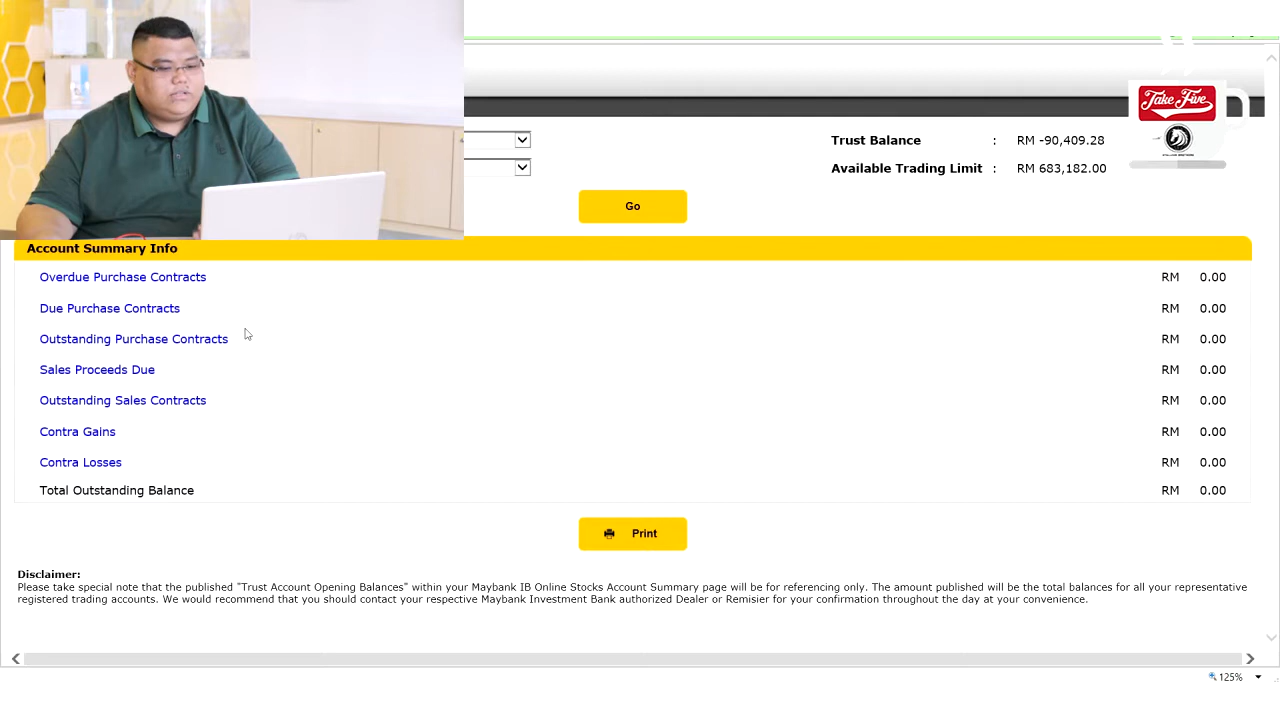 Take Five
Trust Balance : RM -90,409.28
Available Trading Limit : RM 683,182.00
Go
Account Summary Info
Overdue Purchase Contracts RM 0.00
Due Purchase Contracts RM 0.00
Outstanding Purchase Contracts RM 0.00
Sales Proceeds Due RM 0.00
Outstanding Sales Contracts RM 0.00
Contra Gains RM 0.00
Contra Losses RM 0.00
Total Outstanding Balance RM 0.00
Print
Disclaimer:
Please take special note that the published "Trust Account Opening Balances" within your Maybank IB Online Stocks Account Summary page will be for referencing only. The amount published will be the total balances for all your representative
registered trading accounts. We would recommend that you should contact your respective Maybank Investment Bank authorized Dealer or Remisier for your confirmation throughout the day at your convenience.
125%